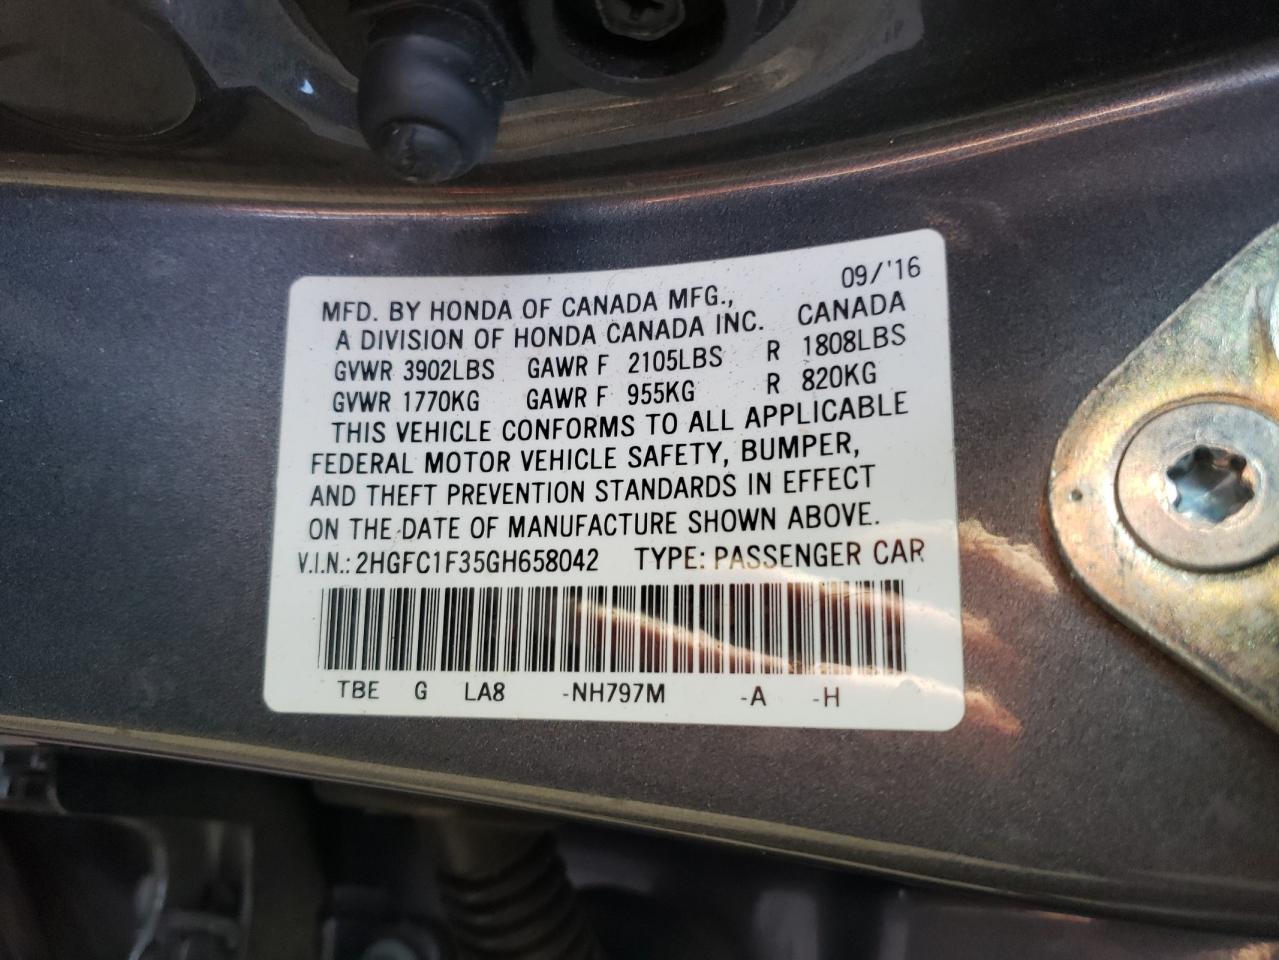 09/'16
MFD. BY HONDA OF CANADA MFG.,
A DIVISION OF HONDA CANADA INC. CANADA
GVWR 3902LBS GAWR F 2105LBS R 1808LBS
GVWR 1770KG GAWR F 955KG R 820KG
THIS VEHICLE CONFORMS TO ALL APPLICABLE
FEDERAL MOTOR VEHICLE SAFETY, BUMPER,
AND THEFT PREVENTION STANDARDS IN EFFECT
ON THE DATE OF MANUFACTURE SHOWN ABOVE.
V.I.N.: 2HGFC1F35GH658042 TYPE: PASSENGER CAR
TBE G LA8 -NH797M -A -H